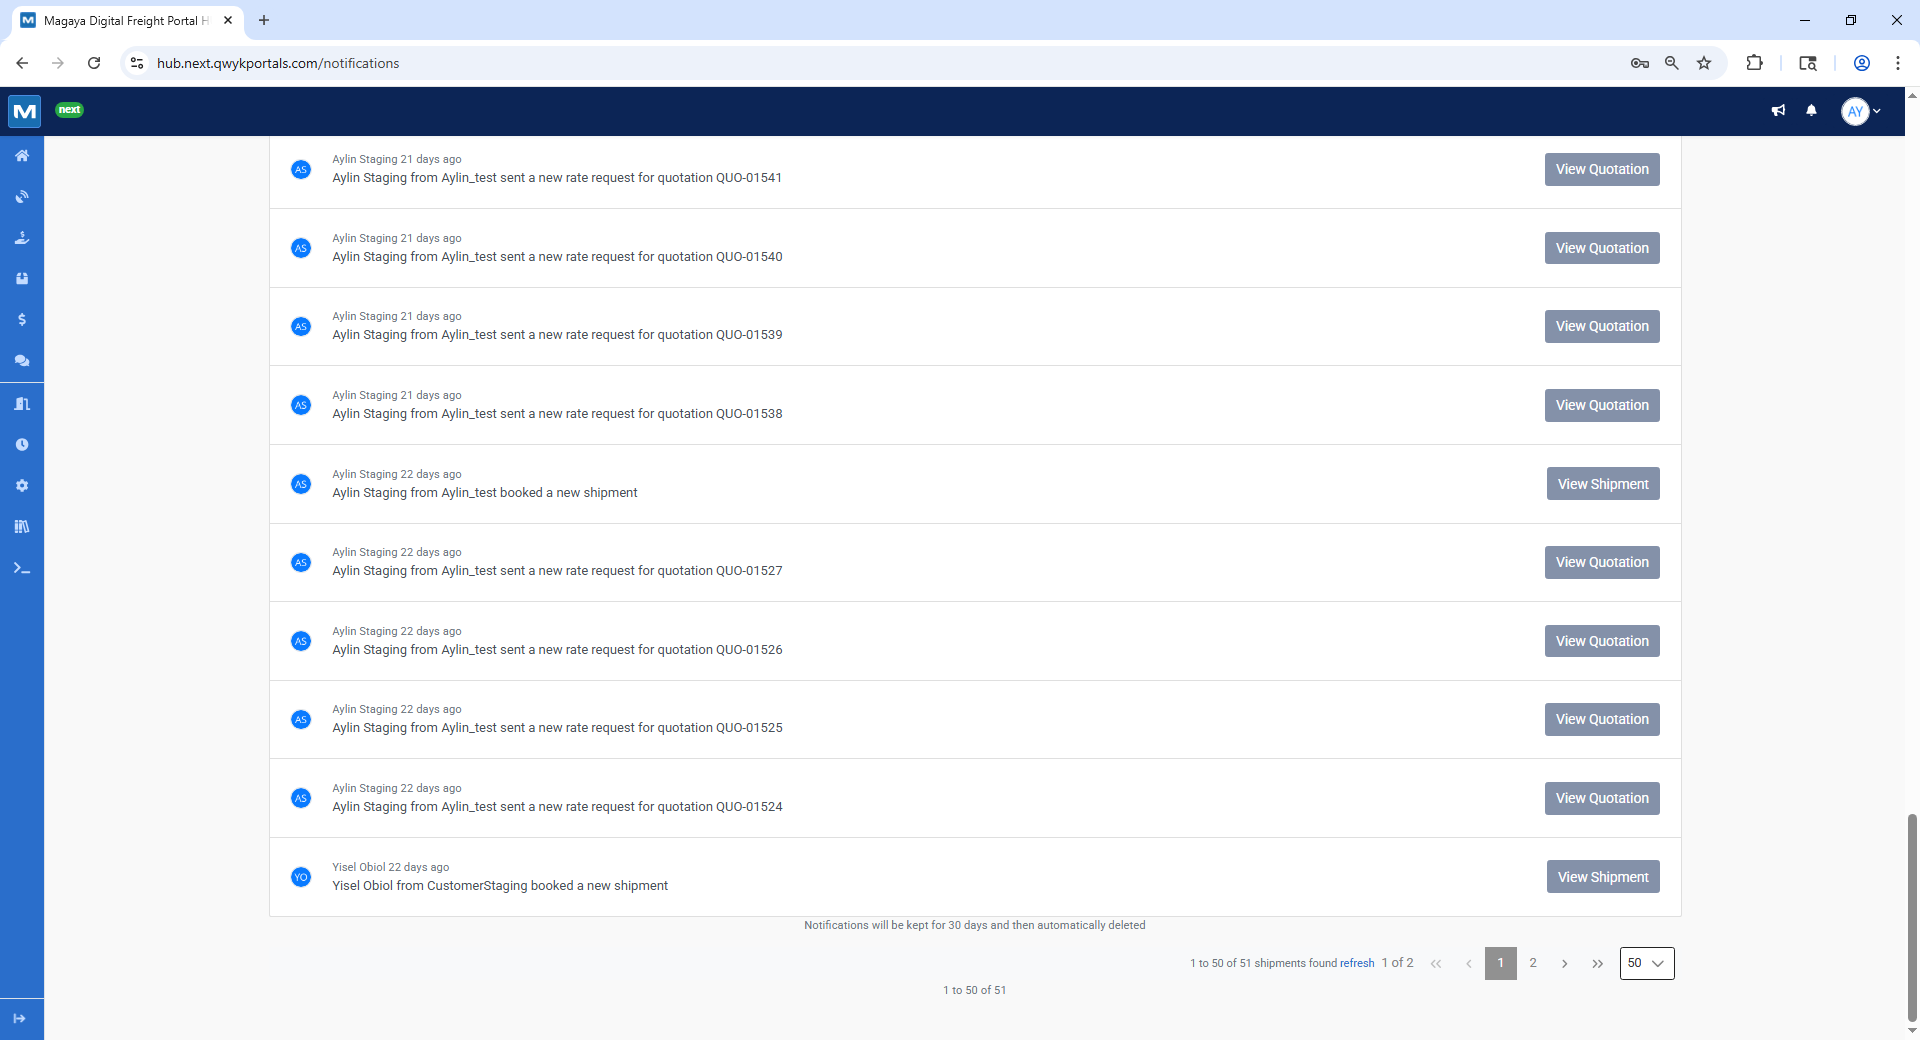 Magaya Digital Freight Portal H
hub.next.qwykportals.com/notifications
M
next
AY
AS
Aylin Staging 21 days ago
Aylin Staging from Aylin_test sent a new rate request for quotation QUO-01541
View Quotation
AS
Aylin Staging 21 days ago
Aylin Staging from Aylin_test sent a new rate request for quotation QUO-01540
View Quotation
AS
Aylin Staging 21 days ago
Aylin Staging from Aylin_test sent a new rate request for quotation QUO-01539
View Quotation
AS
Aylin Staging 21 days ago
Aylin Staging from Aylin_test sent a new rate request for quotation QUO-01538
View Quotation
AS
Aylin Staging 22 days ago
Aylin Staging from Aylin_test booked a new shipment
View Shipment
AS
Aylin Staging 22 days ago
Aylin Staging from Aylin_test sent a new rate request for quotation QUO-01527
View Quotation
AS
Aylin Staging 22 days ago
Aylin Staging from Aylin_test sent a new rate request for quotation QUO-01526
View Quotation
AS
Aylin Staging 22 days ago
Aylin Staging from Aylin_test sent a new rate request for quotation QUO-01525
View Quotation
AS
Aylin Staging 22 days ago
Aylin Staging from Aylin_test sent a new rate request for quotation QUO-01524
View Quotation
YO
Yisel Obiol 22 days ago
Yisel Obiol from CustomerStaging booked a new shipment
View Shipment
Notifications will be kept for 30 days and then automatically deleted
1 to 50 of 51 shipments found refresh 1 of 2 « ‹ 1 2 › » 50
1 to 50 of 51